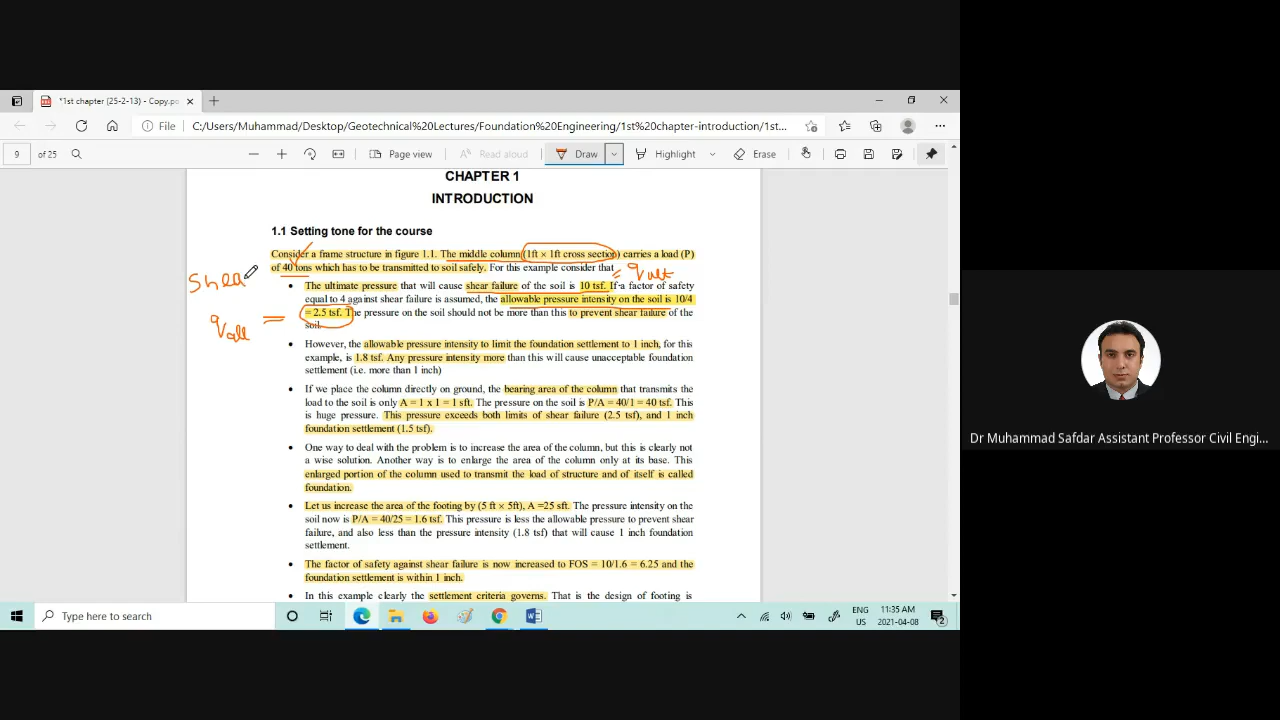 *1st chapter (25-2-13) - Copy.pc
File C:/Users/Muhammad/Desktop/Geotechnical%20Lectures/Foundation%20Engineering/1st%20chapter-introduction/1st...
9 of 25 Page view Read aloud Draw Highlight Erase
CHAPTER 1
INTRODUCTION
1.1 Setting tone for the course
Consider a frame structure in figure 1.1. The middle column (1ft × 1ft cross section) carries a load (P)
of 40 tons which has to be transmitted to soil safely. For this example consider that
= qult
Shea
• The ultimate pressure that will cause shear failure of the soil is 10 tsf. If a factor of safety
equal to 4 against shear failure is assumed, the allowable pressure intensity on the soil is 10/4
= 2.5 tsf. The pressure on the soil should not be more than this to prevent shear failure of the
soil.
qall =
• However, the allowable pressure intensity to limit the foundation settlement to 1 inch, for this
example, is 1.8 tsf. Any pressure intensity more than this will cause unacceptable foundation
settlement (i.e. more than 1 inch)
• If we place the column directly on ground, the bearing area of the column that transmits the
load to the soil is only A = 1 x 1 = 1 sft. The pressure on the soil is P/A = 40/1 = 40 tsf. This
is huge pressure. This pressure exceeds both limits of shear failure (2.5 tsf), and 1 inch
foundation settlement (1.5 tsf).
• One way to deal with the problem is to increase the area of the column, but this is clearly not
a wise solution. Another way is to enlarge the area of the column only at its base. This
enlarged portion of the column used to transmit the load of structure and of itself is called
foundation.
• Let us increase the area of the footing by (5 ft × 5ft), A =25 sft. The pressure intensity on the
soil now is P/A = 40/25 = 1.6 tsf. This pressure is less the allowable pressure to prevent shear
failure, and also less than the pressure intensity (1.8 tsf) that will cause 1 inch foundation
settlement.
• The factor of safety against shear failure is now increased to FOS = 10/1.6 = 6.25 and the
foundation settlement is within 1 inch.
• In this example clearly the settlement criteria governs. That is the design of footing is
Dr Muhammad Safdar Assistant Professor Civil Engi...
Type here to search
ENG
US
11:35 AM
2021-04-08
2